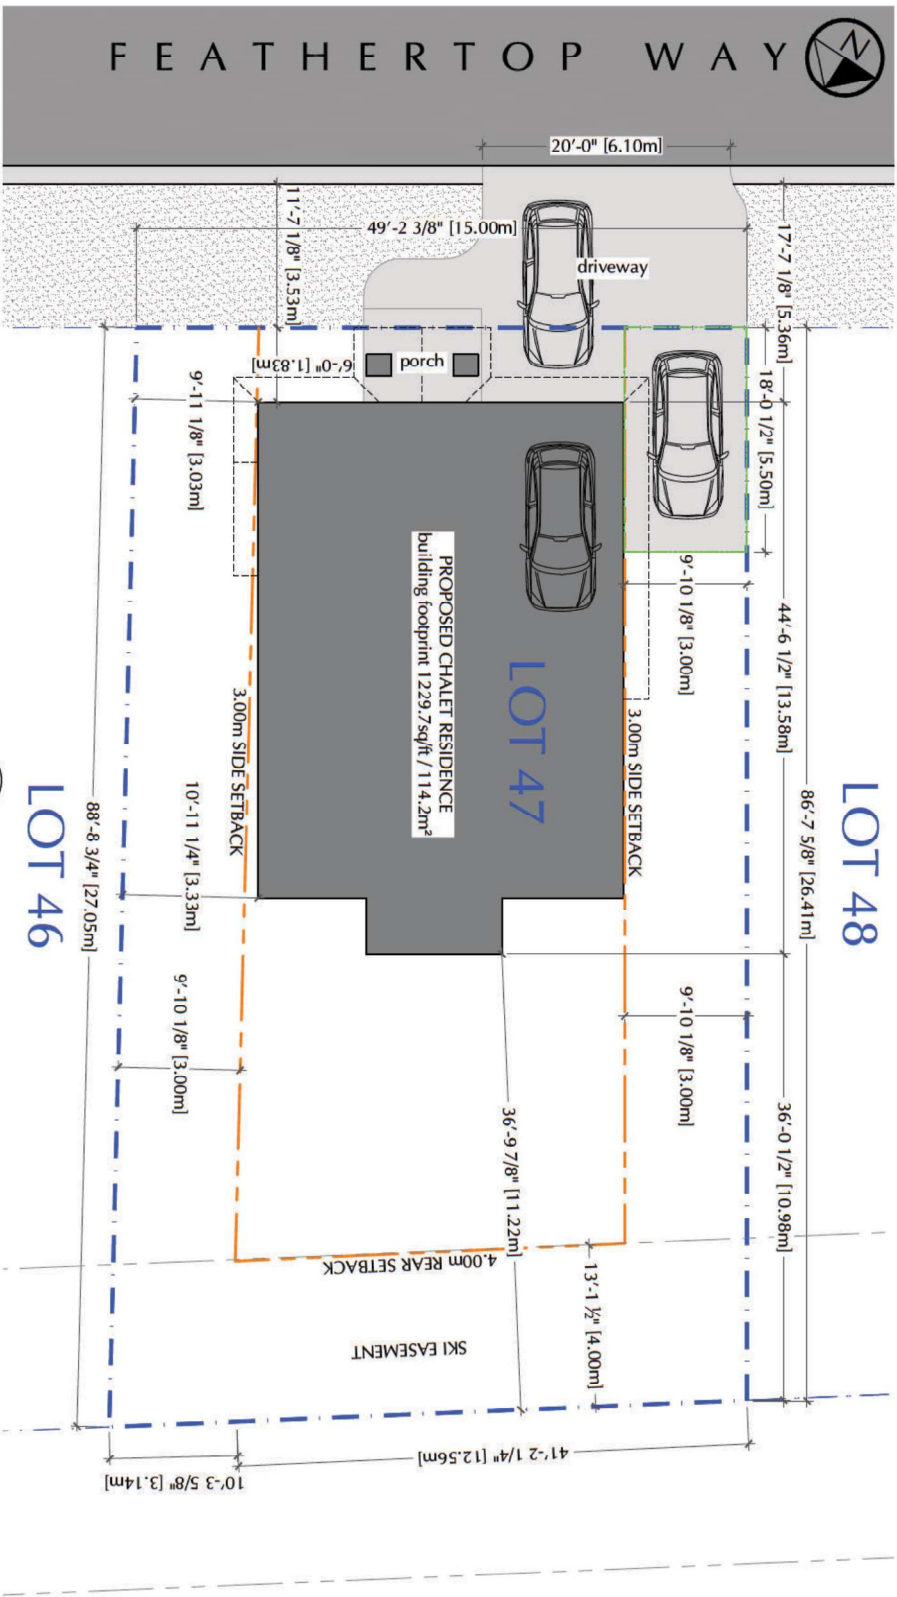 FEATHERTOP WAY
N
20'-0" [6.10m]
49'-2 3/8" [15.00m]
11'-7 1/8" [3.53m]
17'-7 1/8" [5.36m]
driveway
porch
6'-0" [1.83m]
18'-0 1/2" [5.50m]
9'-11 1/8" [3.03m]
9'-10 1/8" [3.00m]
44'-6 1/2" [13.58m]
PROPOSED CHALET RESIDENCE
building footprint 1229.7sq/ft / 114.2m²
LOT 47
3.00m SIDE SETBACK
3.00m SIDE SETBACK
LOT 46
LOT 48
88'-8 3/4" [27.05m]
86'-7 5/8" [26.41m]
10'-11 1/4" [3.33m]
9'-10 1/8" [3.00m]
9'-10 1/8" [3.00m]
36'-9 7/8" [11.22m]
36'-0 1/2" [10.98m]
4.00m REAR SETBACK
13'-1 ½" [4.00m]
SKI EASEMENT
41'-2 1/4" [12.56m]
10'-3 5/8" [3.14m]